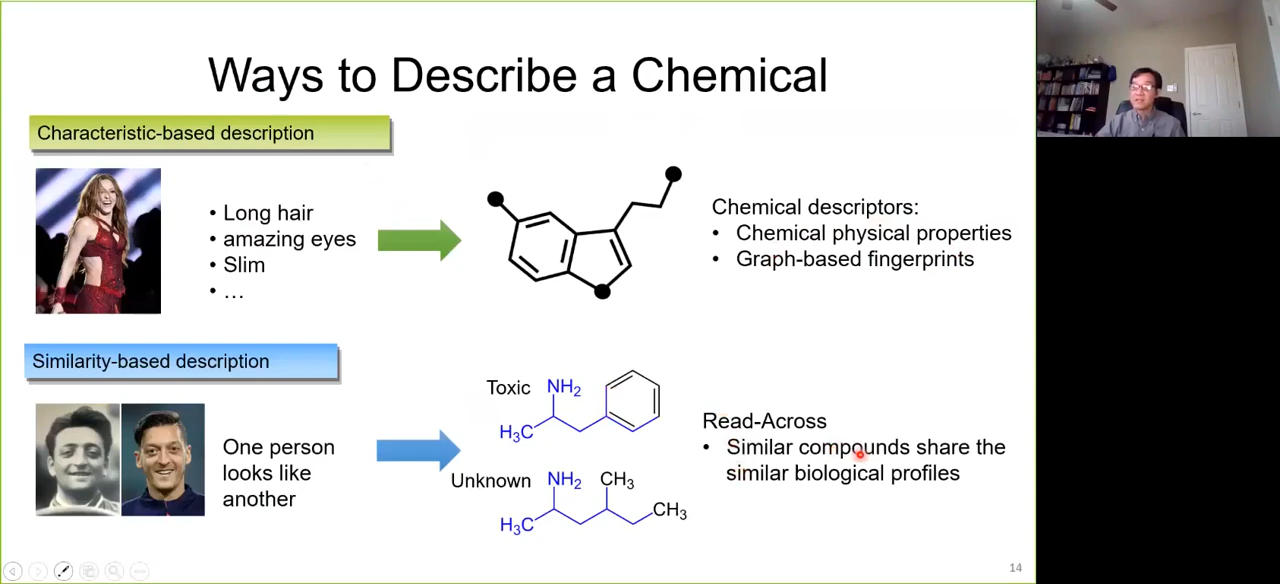 Ways to Describe a Chemical
Characteristic-based description
• Long hair
• amazing eyes
• Slim
• …
Chemical descriptors:
• Chemical physical properties
• Graph-based fingerprints
Similarity-based description
One person
looks like
another
Toxic
NH2
H3C
Unknown
NH2
CH3
H3C
CH3
Read-Across
• Similar compounds share the
similar biological profiles
14